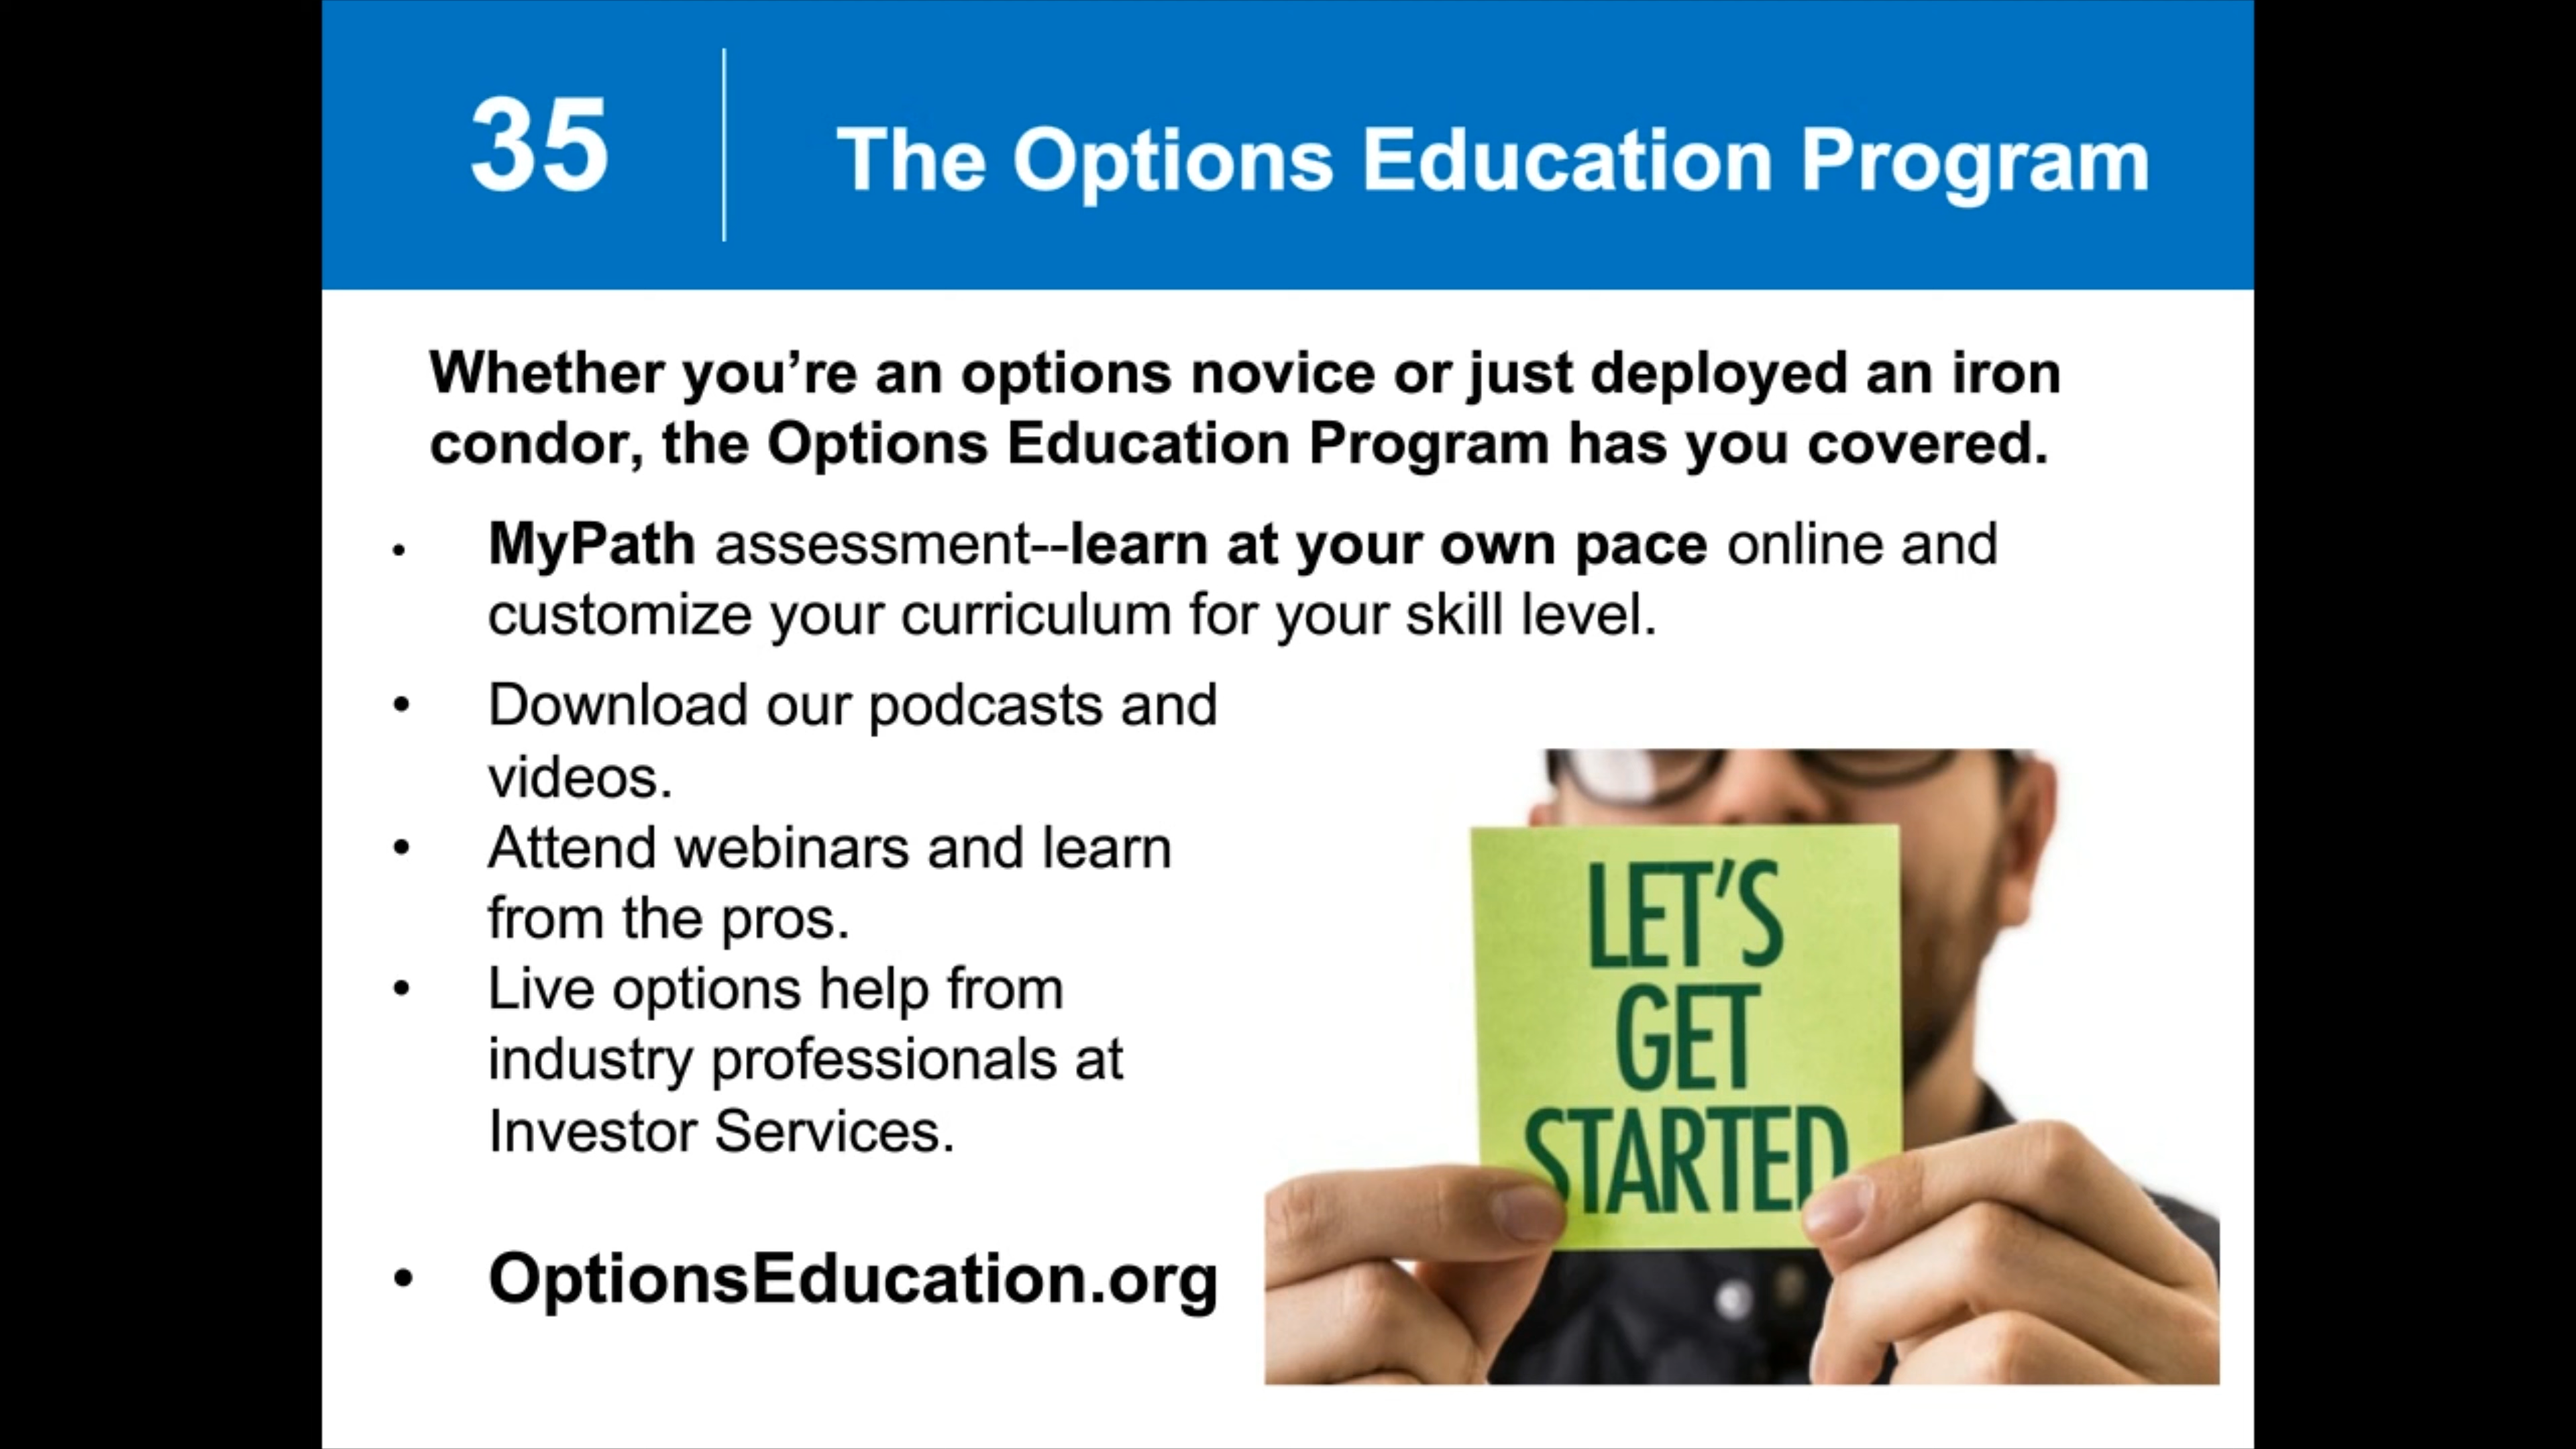 35
The Options Education Program
Whether you’re an options novice or just deployed an iron
condor, the Options Education Program has you covered.
• MyPath assessment--learn at your own pace online and
customize your curriculum for your skill level.
• Download our podcasts and
videos.
• Attend webinars and learn
from the pros.
• Live options help from
industry professionals at
Investor Services.
• OptionsEducation.org
LET’S
GET
STARTED